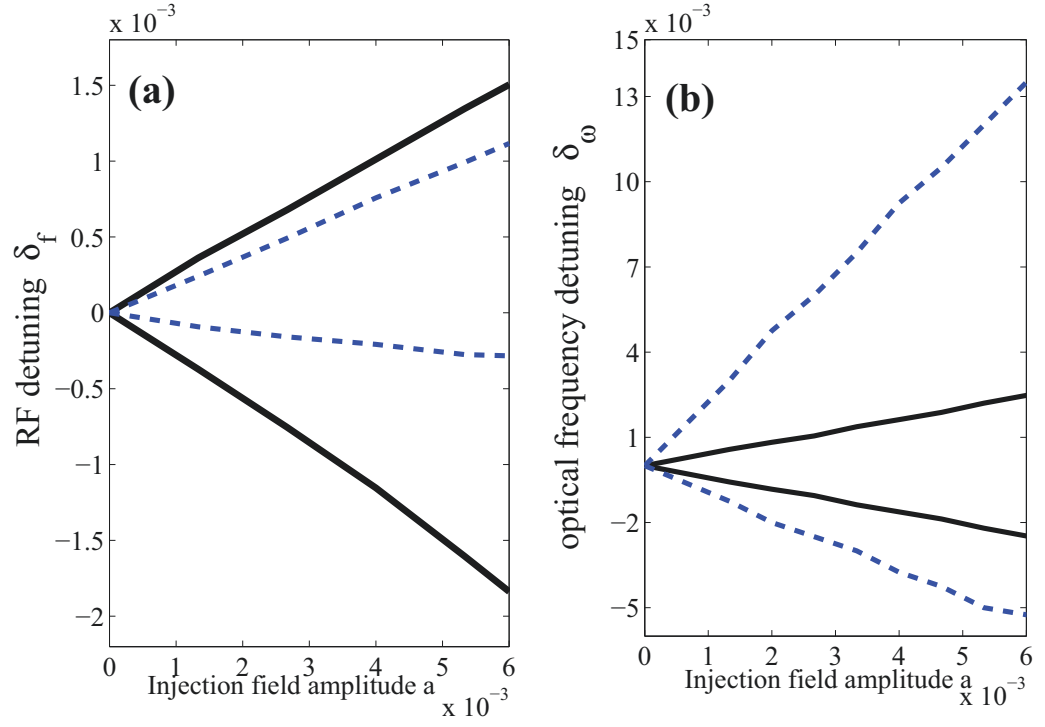 x 10⁻³
(a)
1.5
1
0.5
0
−0.5
−1
−1.5
−2
RF detuning δf
0 1 2 3 4 5 6
Injection field amplitude a
x 10⁻³
x 10⁻³
(b)
15
13
10
7
4
1
−2
−5
optical frequency detuning δω
0 1 2 3 4 5 6
Injection field amplitude a
x 10⁻³